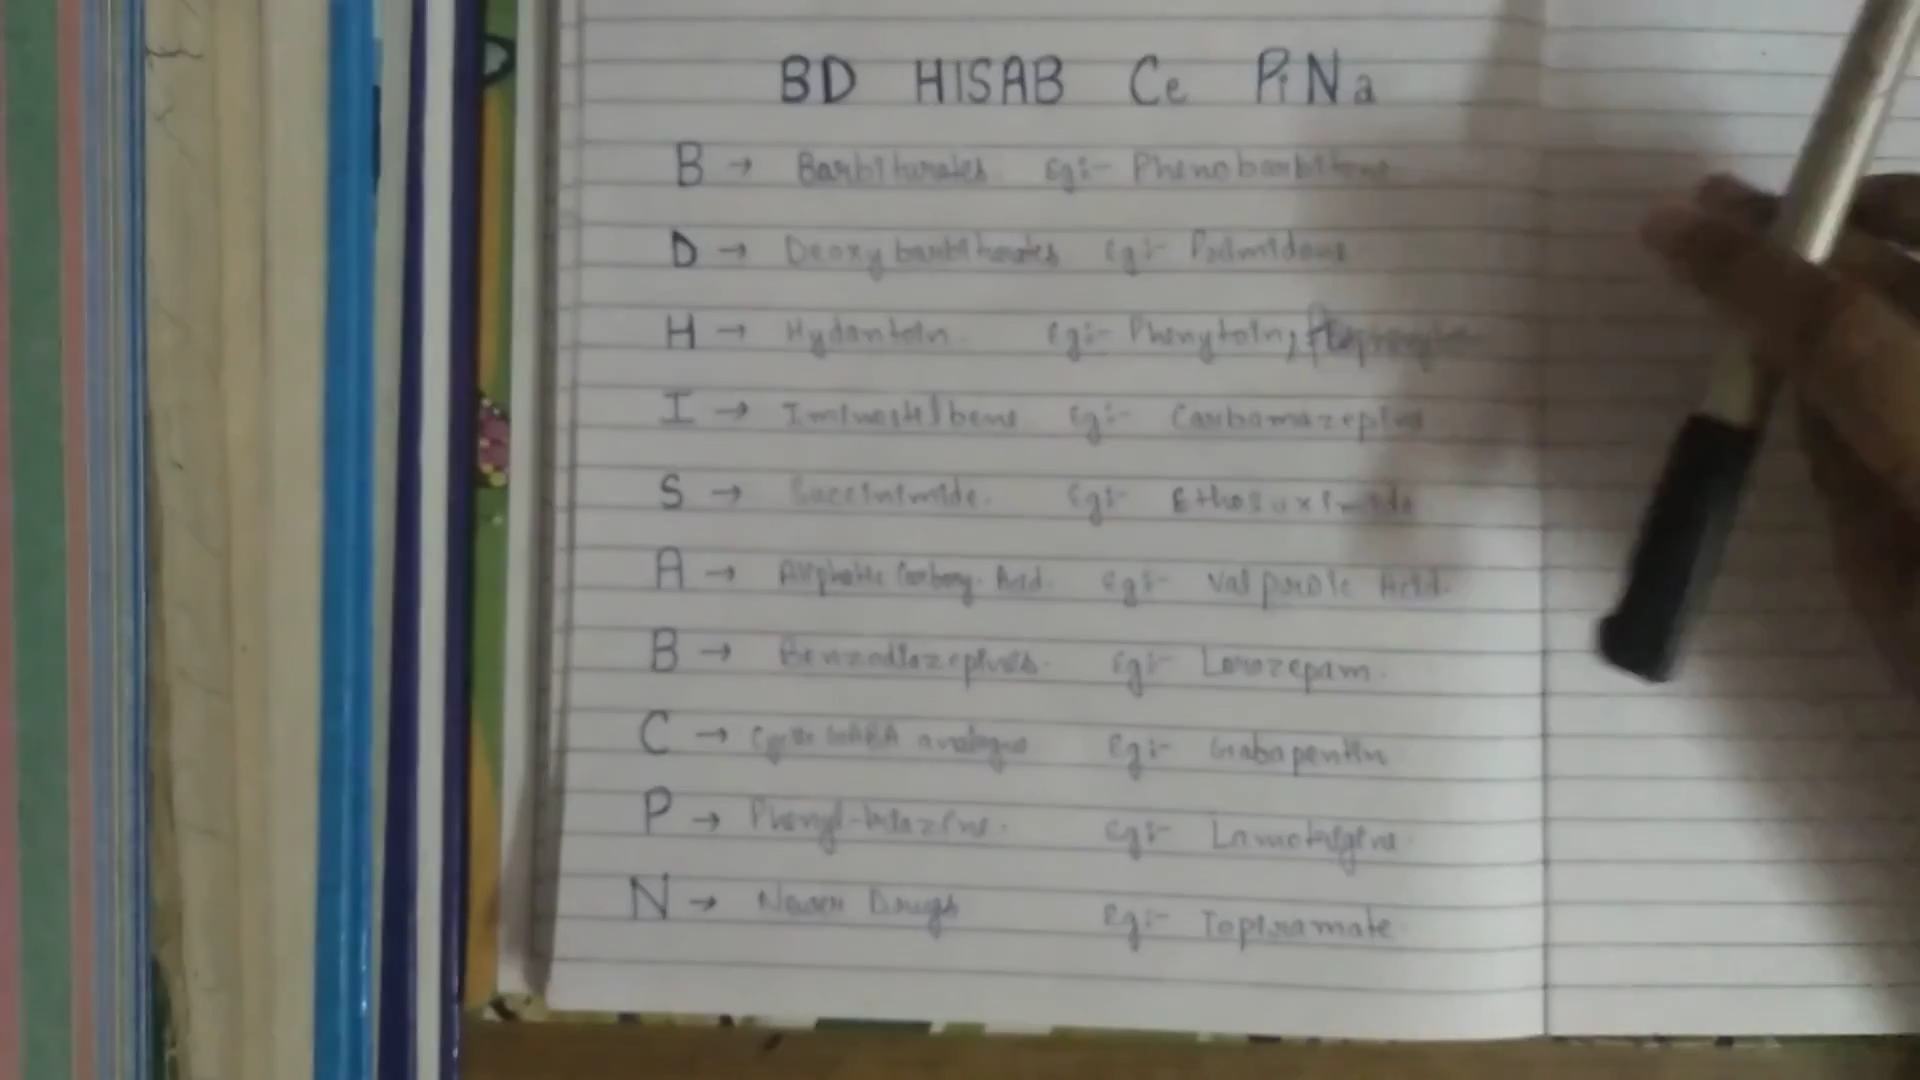 BD HISAB Ce PiNa
B → Barbiturates Eg:- Phenobarbitone
D → Deoxybarbiturates Eg:- Primidone
H → Hydantoin Eg:- Phenytoin,
I → Iminostilbene Eg:- Carbamazepine
S → Succinimide. Eg:- Ethosuximide
A → Aliphatic Carboxy. Acid. Eg:- Valproic Acid.
B → Benzodiazepines. Eg:- Lorazepam.
C → Cyclic GABA analogue Eg:- Gabapentin
P → Phenyl-triazine. Eg:- Lamotrigine
N → Newer Drugs Eg:- Topiramate